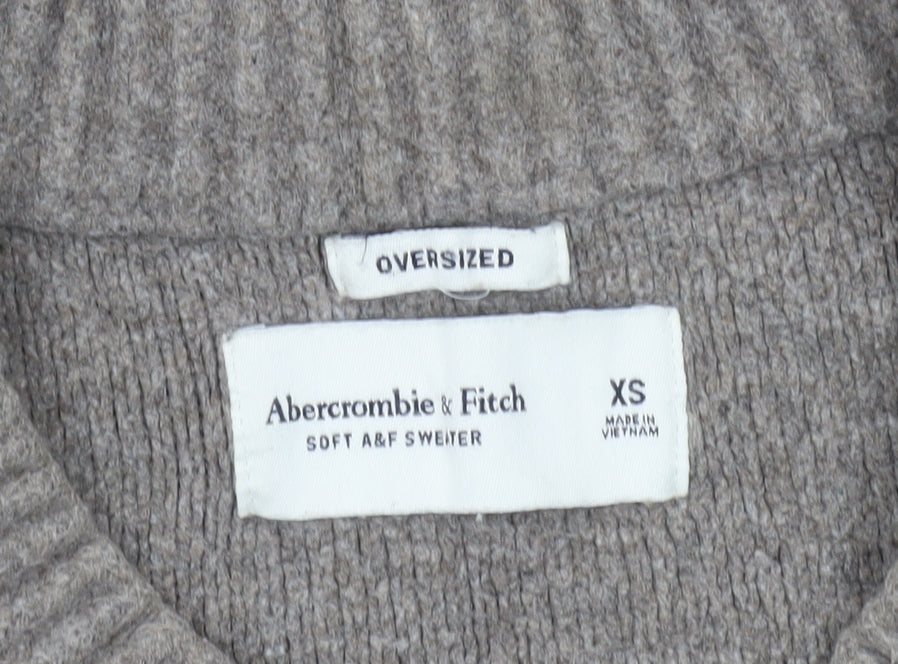 OVERSIZED
Abercrombie & Fitch
SOFT A&F SWEATER
XS
MADE IN
VIETNAM